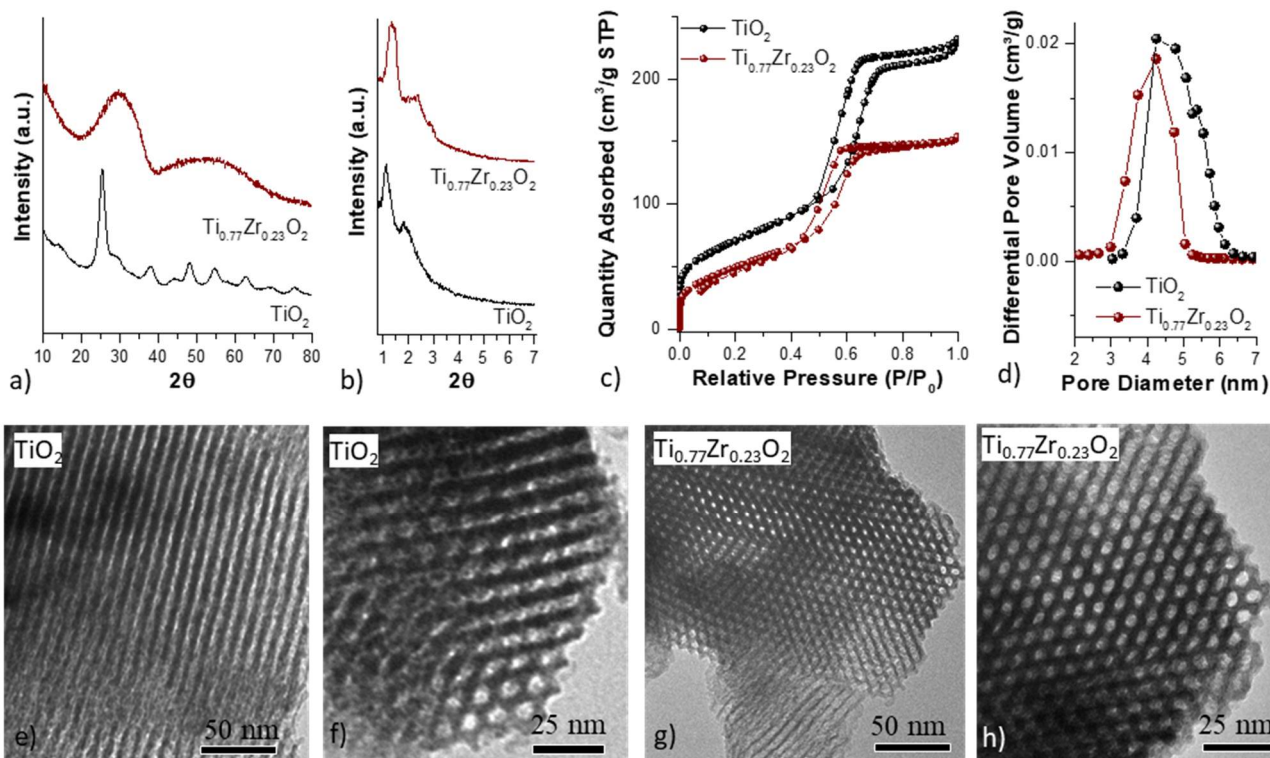 Intensity (a.u.)
Ti0.77Zr0.23O2
TiO2
10 20 30 40 50 60 70 80
2θ
a)
Intensity (a.u.)
Ti0.77Zr0.23O2
TiO2
1 2 3 4 5 6 7
2θ
b)
Quantity Adsorbed (cm³/g STP)
TiO2
Ti0.77Zr0.23O2
200
100
0
0.0 0.2 0.4 0.6 0.8 1.0
Relative Pressure (P/P0)
c)
Differential Pore Volume (cm³/g)
0.02
0.01
0.00
TiO2
Ti0.77Zr0.23O2
2 3 4 5 6 7
Pore Diameter (nm)
d)
TiO2
e)
50 nm
TiO2
f)
25 nm
Ti0.77Zr0.23O2
g)
50 nm
Ti0.77Zr0.23O2
h)
25 nm